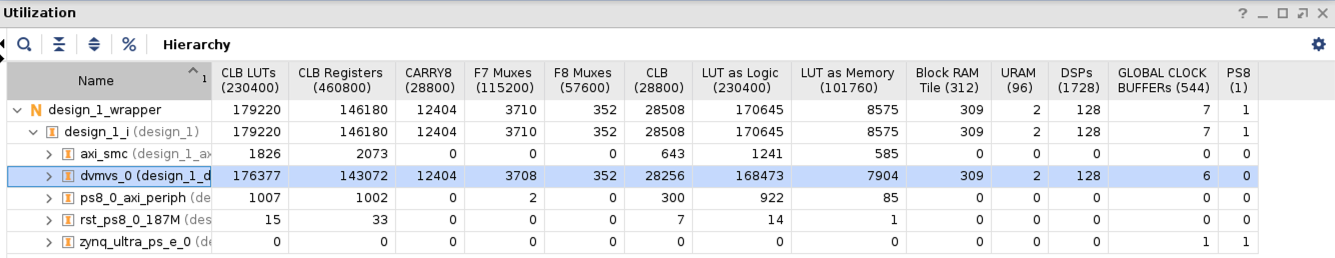 Utilization
Hierarchy
Name 1 CLB LUTs (230400) CLB Registers (460800) CARRY8 (28800) F7 Muxes (115200) F8 Muxes (57600) CLB (28800) LUT as Logic (230400) LUT as Memory (101760) Block RAM Tile (312) URAM (96) DSPs (1728) GLOBAL CLOCK BUFFERs (544) PS8 (1)
N design_1_wrapper 179220 146180 12404 3710 352 28508 170645 8575 309 2 128 7 1
design_1_i (design_1) 179220 146180 12404 3710 352 28508 170645 8575 309 2 128 7 1
axi_smc (design_1_ax 1826 2073 0 0 0 643 1241 585 0 0 0 0 0
dvmvs_0 (design_1_d 176377 143072 12404 3708 352 28256 168473 7904 309 2 128 6 0
ps8_0_axi_periph (de 1007 1002 0 2 0 300 922 85 0 0 0 0 0
rst_ps8_0_187M (des 15 33 0 0 0 7 14 1 0 0 0 0 0
zynq_ultra_ps_e_0 (de 0 0 0 0 0 0 0 0 0 0 0 1 1